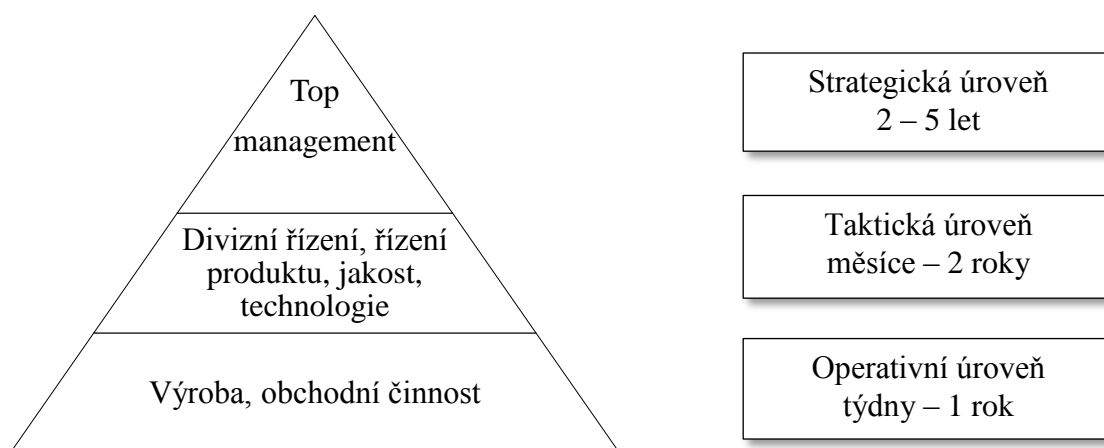 Top
management
Strategická úroveň
2 – 5 let
Divizní řízení, řízení
produktu, jakost,
technologie
Taktická úroveň
měsíce – 2 roky
Výroba, obchodní činnost
Operativní úroveň
týdny – 1 rok